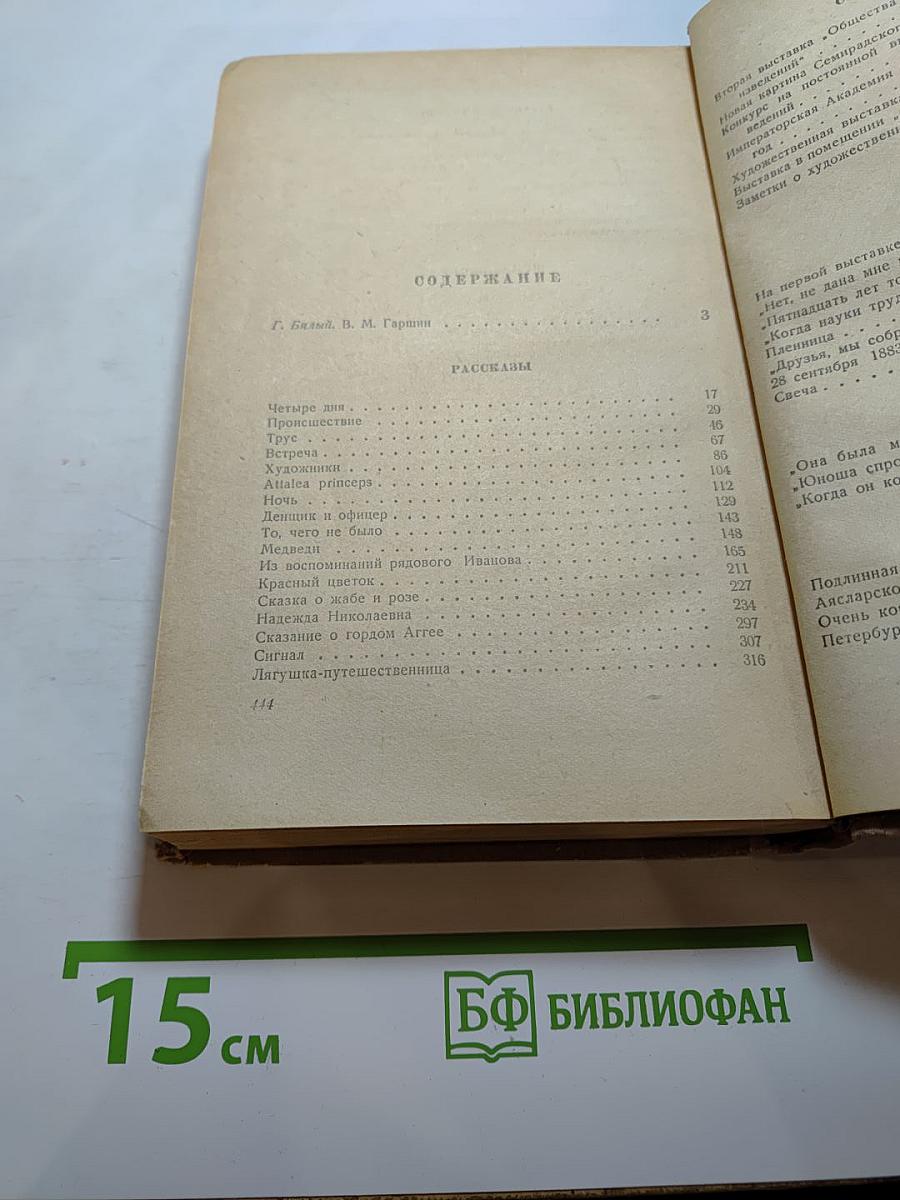 СОДЕРЖАНИЕ
Г. Бялый. В. М. Гаршин . . . . . . . . . . . . . . . . . 3
РАССКАЗЫ
Четыре дня . . . . . . . . . . . . . . . . . 17
Происшествие . . . . . . . . . . . . . . . . . 29
Трус . . . . . . . . . . . . . . . . . 46
Встреча . . . . . . . . . . . . . . . . . 67
Художники . . . . . . . . . . . . . . . . . 86
Attalea princeps . . . . . . . . . . . . . . . . . 104
Ночь . . . . . . . . . . . . . . . . . 112
Денщик и офицер . . . . . . . . . . . . . . . . . 129
То, чего не было . . . . . . . . . . . . . . . . . 143
Медведи . . . . . . . . . . . . . . . . . 148
Из воспоминаний рядового Иванова . . . . . . . . . . . 165
Красный цветок . . . . . . . . . . . . . . . . . 211
Сказка о жабе и розе . . . . . . . . . . . . . . . . . 227
Надежда Николаевна . . . . . . . . . . . . . . . . . 234
Сказание о гордом Аггее . . . . . . . . . . . . . . . 297
Сигнал . . . . . . . . . . . . . . . . . 307
Лягушка-путешественница . . . . . . . . . . . . . . . 316
444
Вторая выставка „Общества
изведений" . . . . .
Новая картина Семирадского
Конкурс на постоянной
ведений . . . . .
Императорская Академия
год . . . . .
Художественная выставка
Выставка в помещении
Заметки о художествен
На первой выставке
„Нет, не дана мне
„Пятнадцать лет
„Когда науки
Пленница . . . .
„Друзья, мы собр
28 сентября 1883
Свеча . . . .
„Она была
„Юноша спро
„Когда он
Подлинная
Аясларско
Очень
Петербур
15 см
БФ БИБЛИОФАН